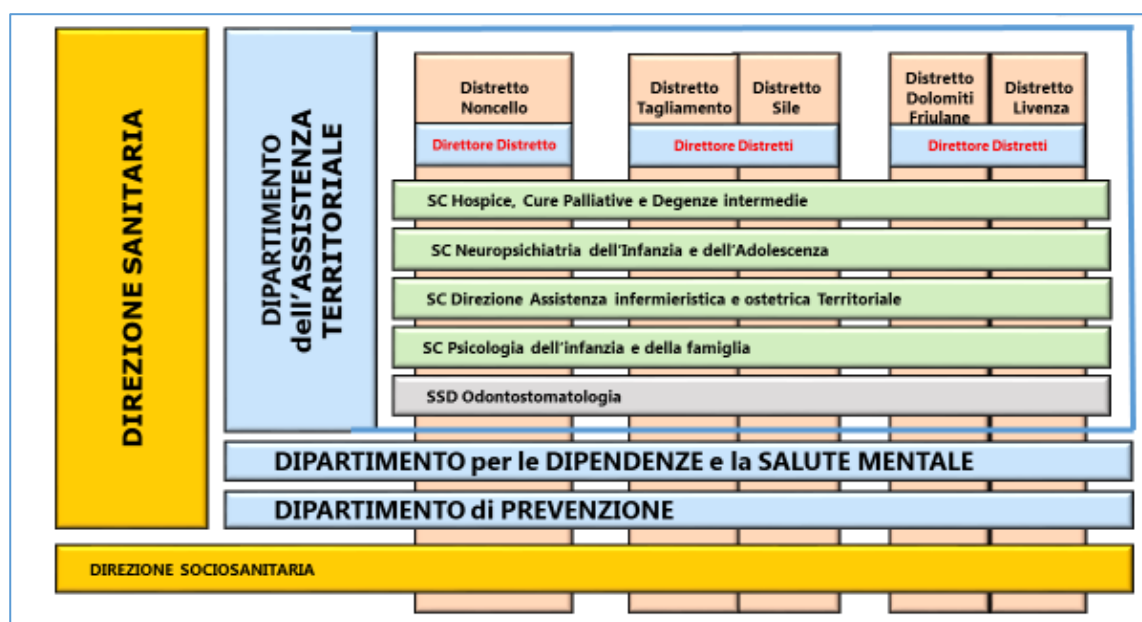 DIREZIONE SANITARIA
DIPARTIMENTO
dell’ASSISTENZA
TERRITORIALE
Distretto
Noncello
Distretto
Tagliamento
Distretto
Sile
Distretto
Dolomiti
Friulane
Distretto
Livenza
Direttore Distretto
Direttore Distretti
Direttore Distretti
SC Hospice, Cure Palliative e Degenze intermedie
SC Neuropsichiatria dell’Infanzia e dell’Adolescenza
SC Direzione Assistenza infermieristica e ostetrica Territoriale
SC Psicologia dell’infanzia e della famiglia
SSD Odontostomatologia
DIPARTIMENTO per le DIPENDENZE e la SALUTE MENTALE
DIPARTIMENTO di PREVENZIONE
DIREZIONE SOCIOSANITARIA